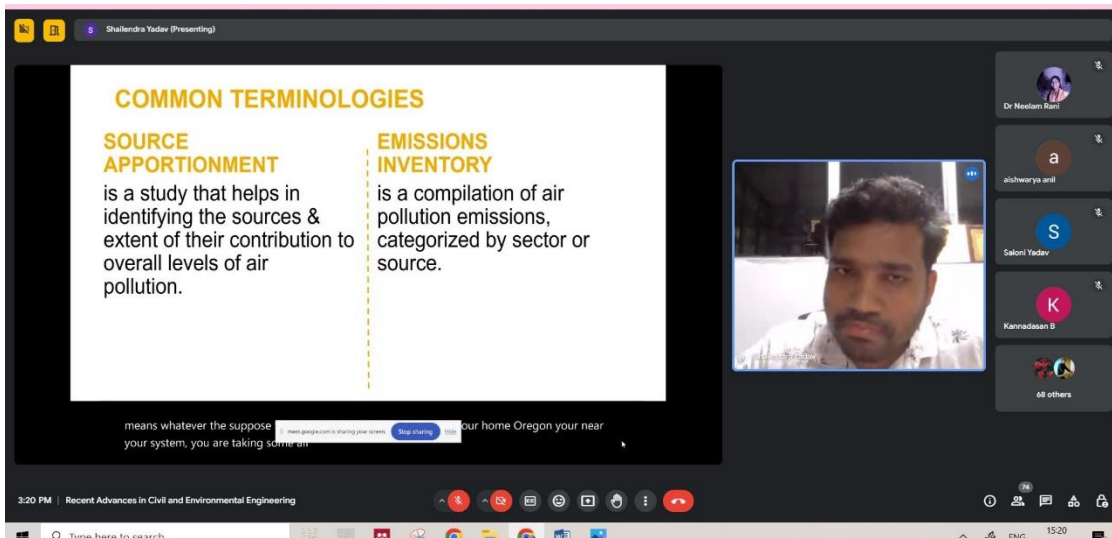 S Shailendra Yadav (Presenting)
COMMON TERMINOLOGIES
SOURCE
APPORTIONMENT
is a study that helps in
identifying the sources &
extent of their contribution to
overall levels of air
pollution.
EMISSIONS
INVENTORY
is a compilation of air
pollution emissions,
categorized by sector or
source.
means whatever the suppose
our home Oregon your near
your system, you are taking some air
meet.google.com is sharing your screen.
Stop sharing
Hide
Dr Neelam Rani
a
aishwarya anil
S
Saloni Yadav
K
Kannadasan B
68 others
3:20 PM | Recent Advances in Civil and Environmental Engineering
74
Type here to search
ENG
15:20